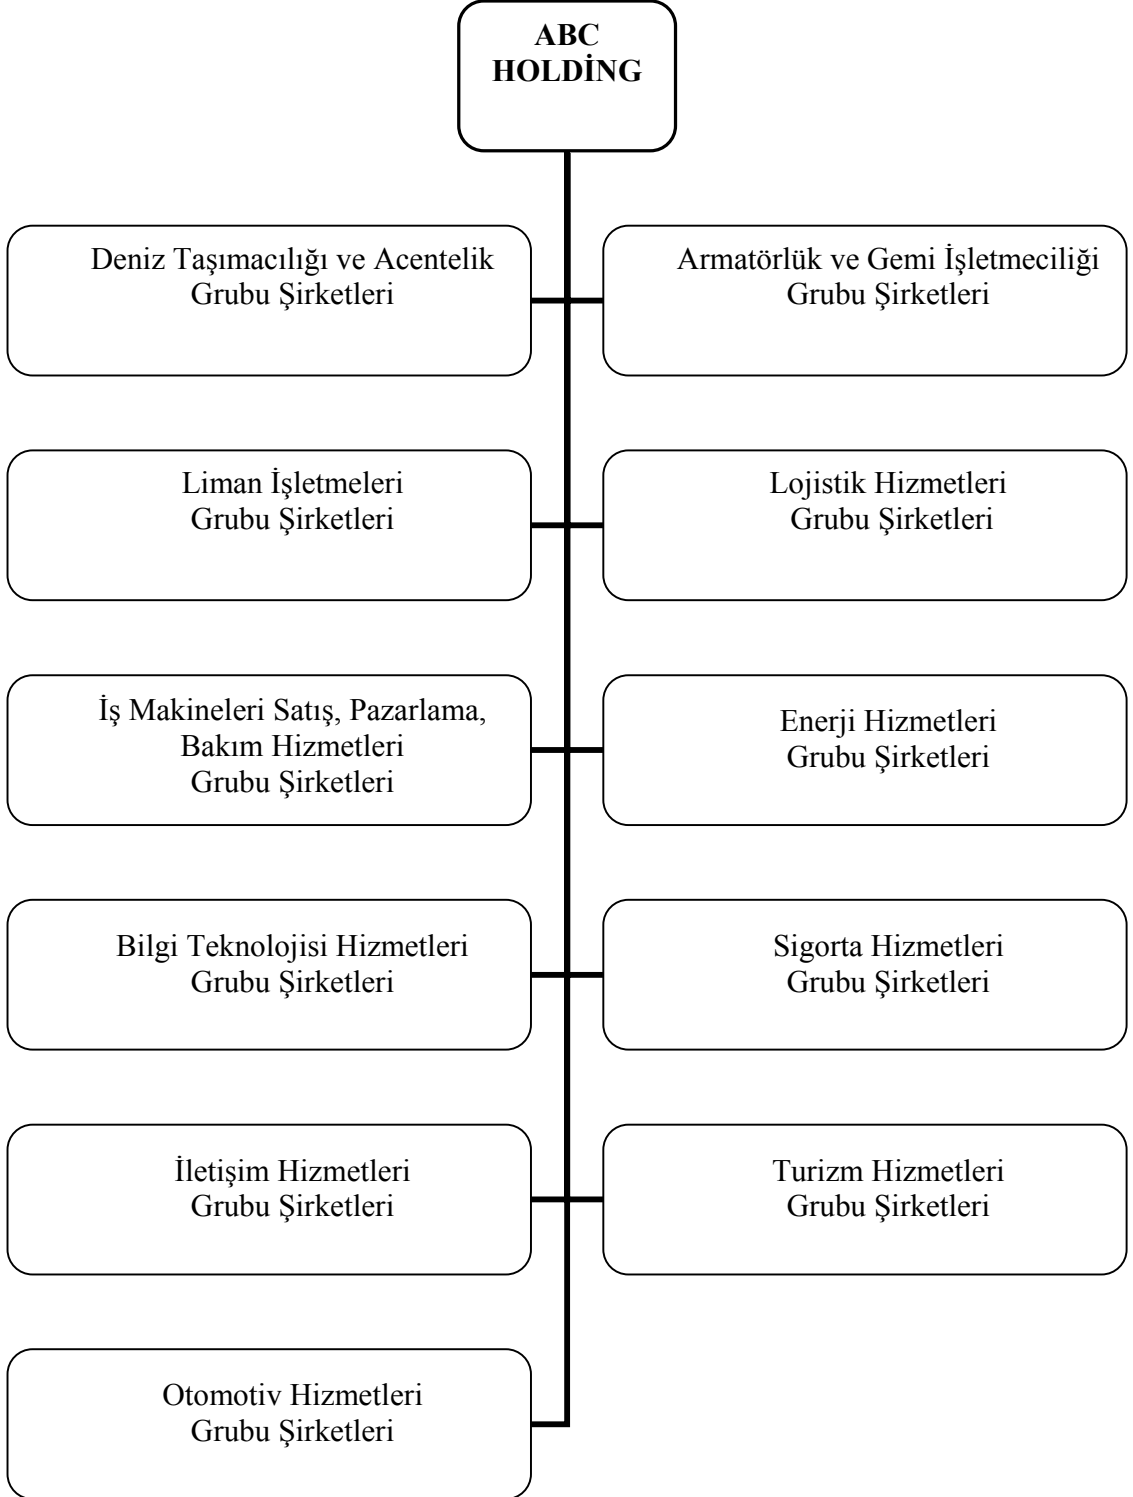 ABC
HOLDİNG
Deniz Taşımacılığı ve Acentelik
Grubu Şirketleri
Armatörlük ve Gemi İşletmeciliği
Grubu Şirketleri
Liman İşletmeleri
Grubu Şirketleri
Lojistik Hizmetleri
Grubu Şirketleri
İş Makineleri Satış, Pazarlama,
Bakım Hizmetleri
Grubu Şirketleri
Enerji Hizmetleri
Grubu Şirketleri
Bilgi Teknolojisi Hizmetleri
Grubu Şirketleri
Sigorta Hizmetleri
Grubu Şirketleri
İletişim Hizmetleri
Grubu Şirketleri
Turizm Hizmetleri
Grubu Şirketleri
Otomotiv Hizmetleri
Grubu Şirketleri